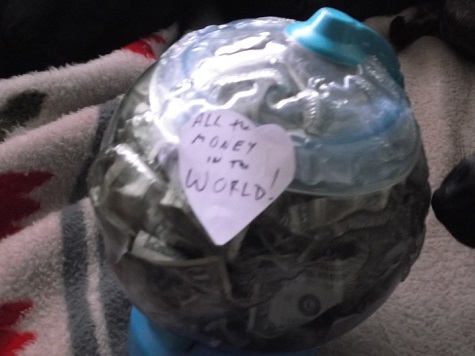 ALL the
MONEY
IN THE
WORLD!